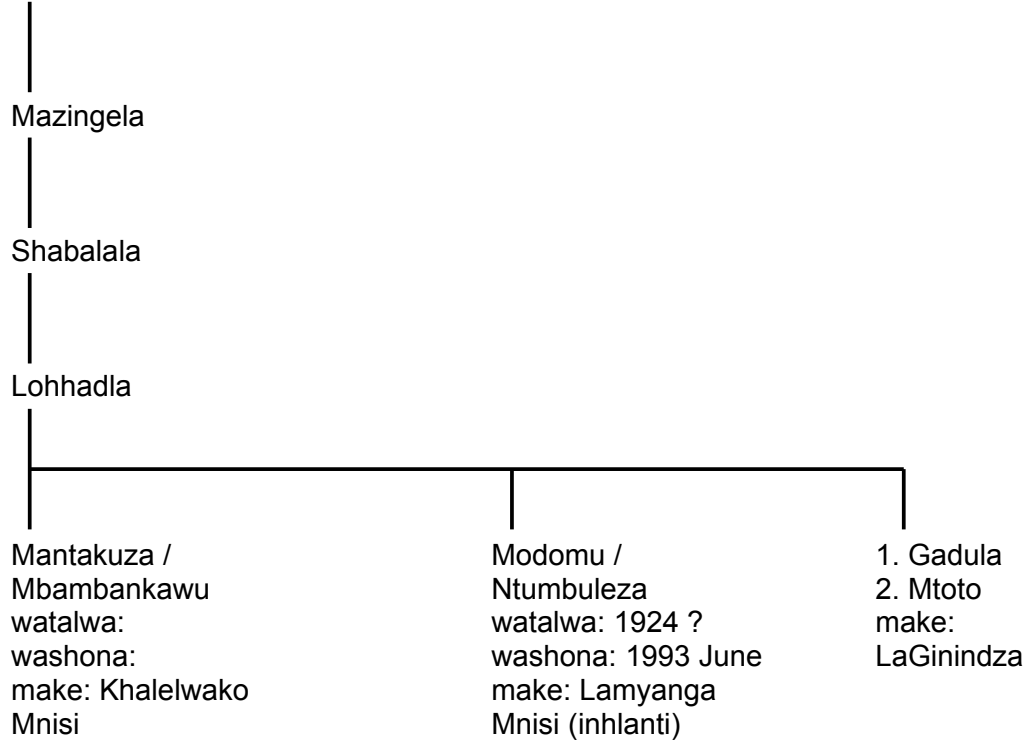 Mazingela
Shabalala
Lohhadla
Mantakuza /
Mbambankawu
watalwa:
washona:
make: Khalelwako
Mnisi
Modomu /
Ntumbuleza
watalwa: 1924 ?
washona: 1993 June
make: Lamyanga
Mnisi (inhlanti)
1. Gadula
2. Mtoto
make:
LaGinindza